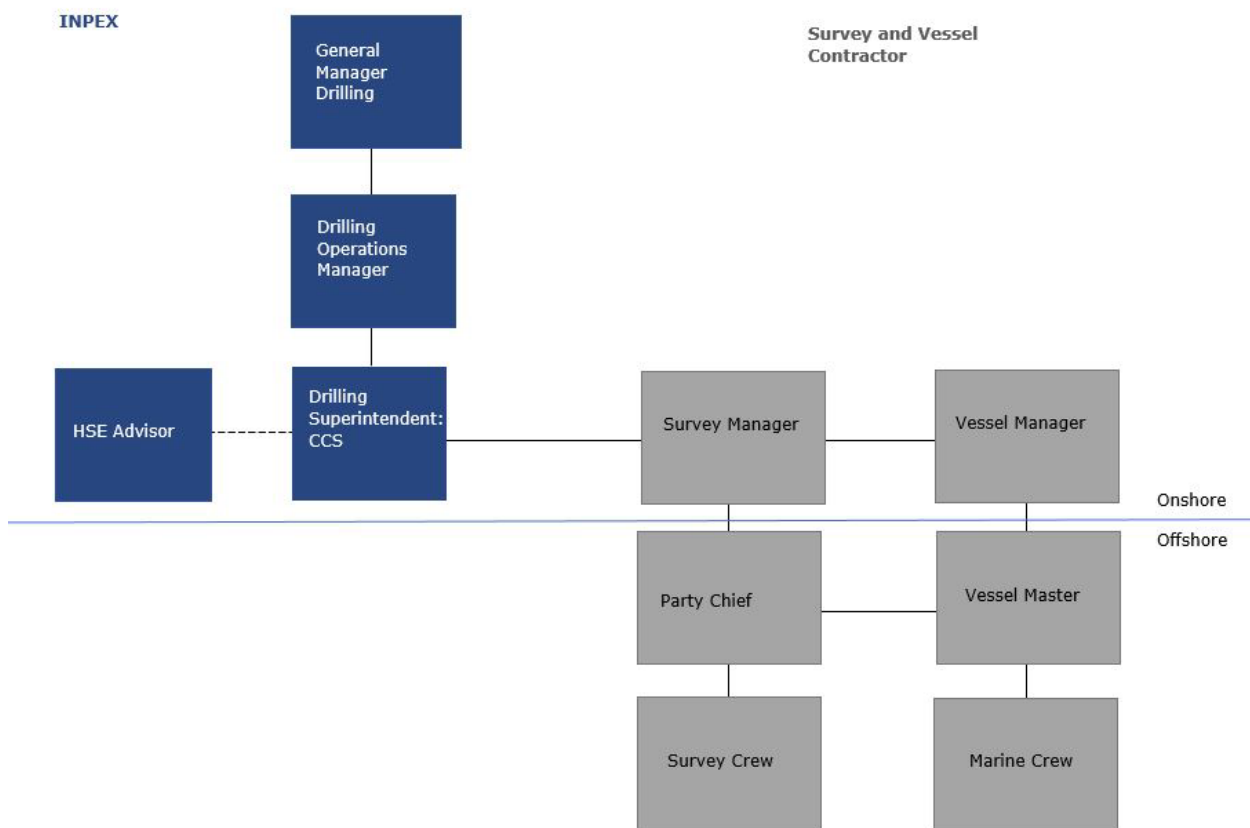 INPEX
Survey and Vessel
Contractor
General
Manager
Drilling
Drilling
Operations
Manager
HSE Advisor
Drilling
Superintendent:
CCS
Survey Manager
Vessel Manager
Onshore
Offshore
Party Chief
Vessel Master
Survey Crew
Marine Crew